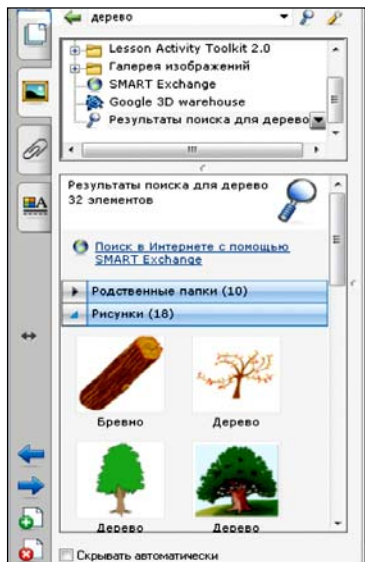 дерево
Lesson Activity Toolkit 2.0
Галерея изображений
SMART Exchange
Google 3D warehouse
Результаты поиска для дерево
Результаты поиска для дерево
32 элементов
Поиск в Интернете с помощью
SMART Exchange
Родственные папки (10)
Рисунки (18)
Бревно
Дерево
Дерево
Дерево
Скрывать автоматически